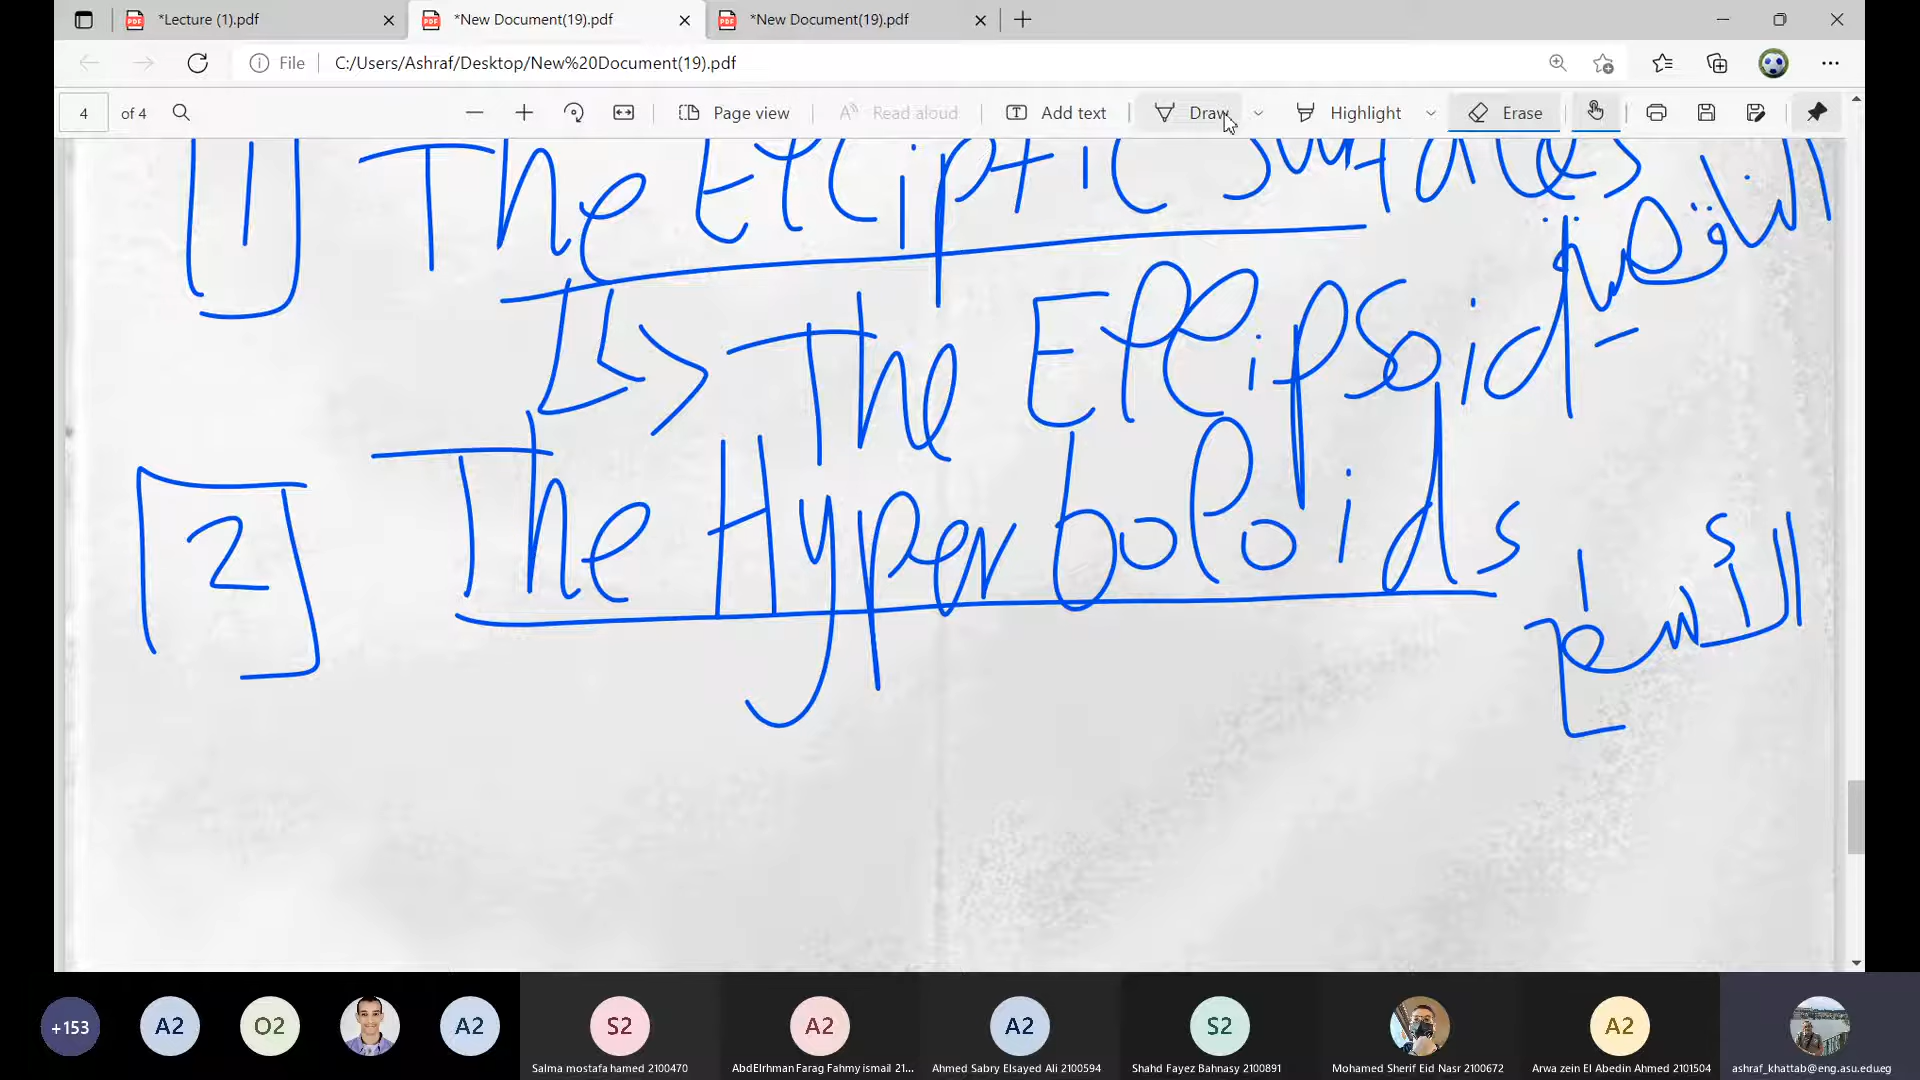 *Lecture (1).pdf
*New Document(19).pdf
*New Document(19).pdf
File
C:/Users/Ashraf/Desktop/New%20Document(19).pdf
4 of 4
Page view
Read aloud
Add text
Draw
Highlight
Erase
1 The Elliptic Surfaces
الناقص
The Ellipsoid
2 The Hyperboloids
+153
A2
O2
A2
S2
A2
A2
S2
A2
Salma mostafa hamed 2100470
AbdElrhman Farag Fahmy ismail 21...
Ahmed Sabry Elsayed Ali 2100594
Shahd Fayez Bahnasy 2100891
Mohamed Sherif Eid Nasr 2100672
Arwa zein El Abedin Ahmed 2101504
ashraf_khattab@eng.asu.edu.eg